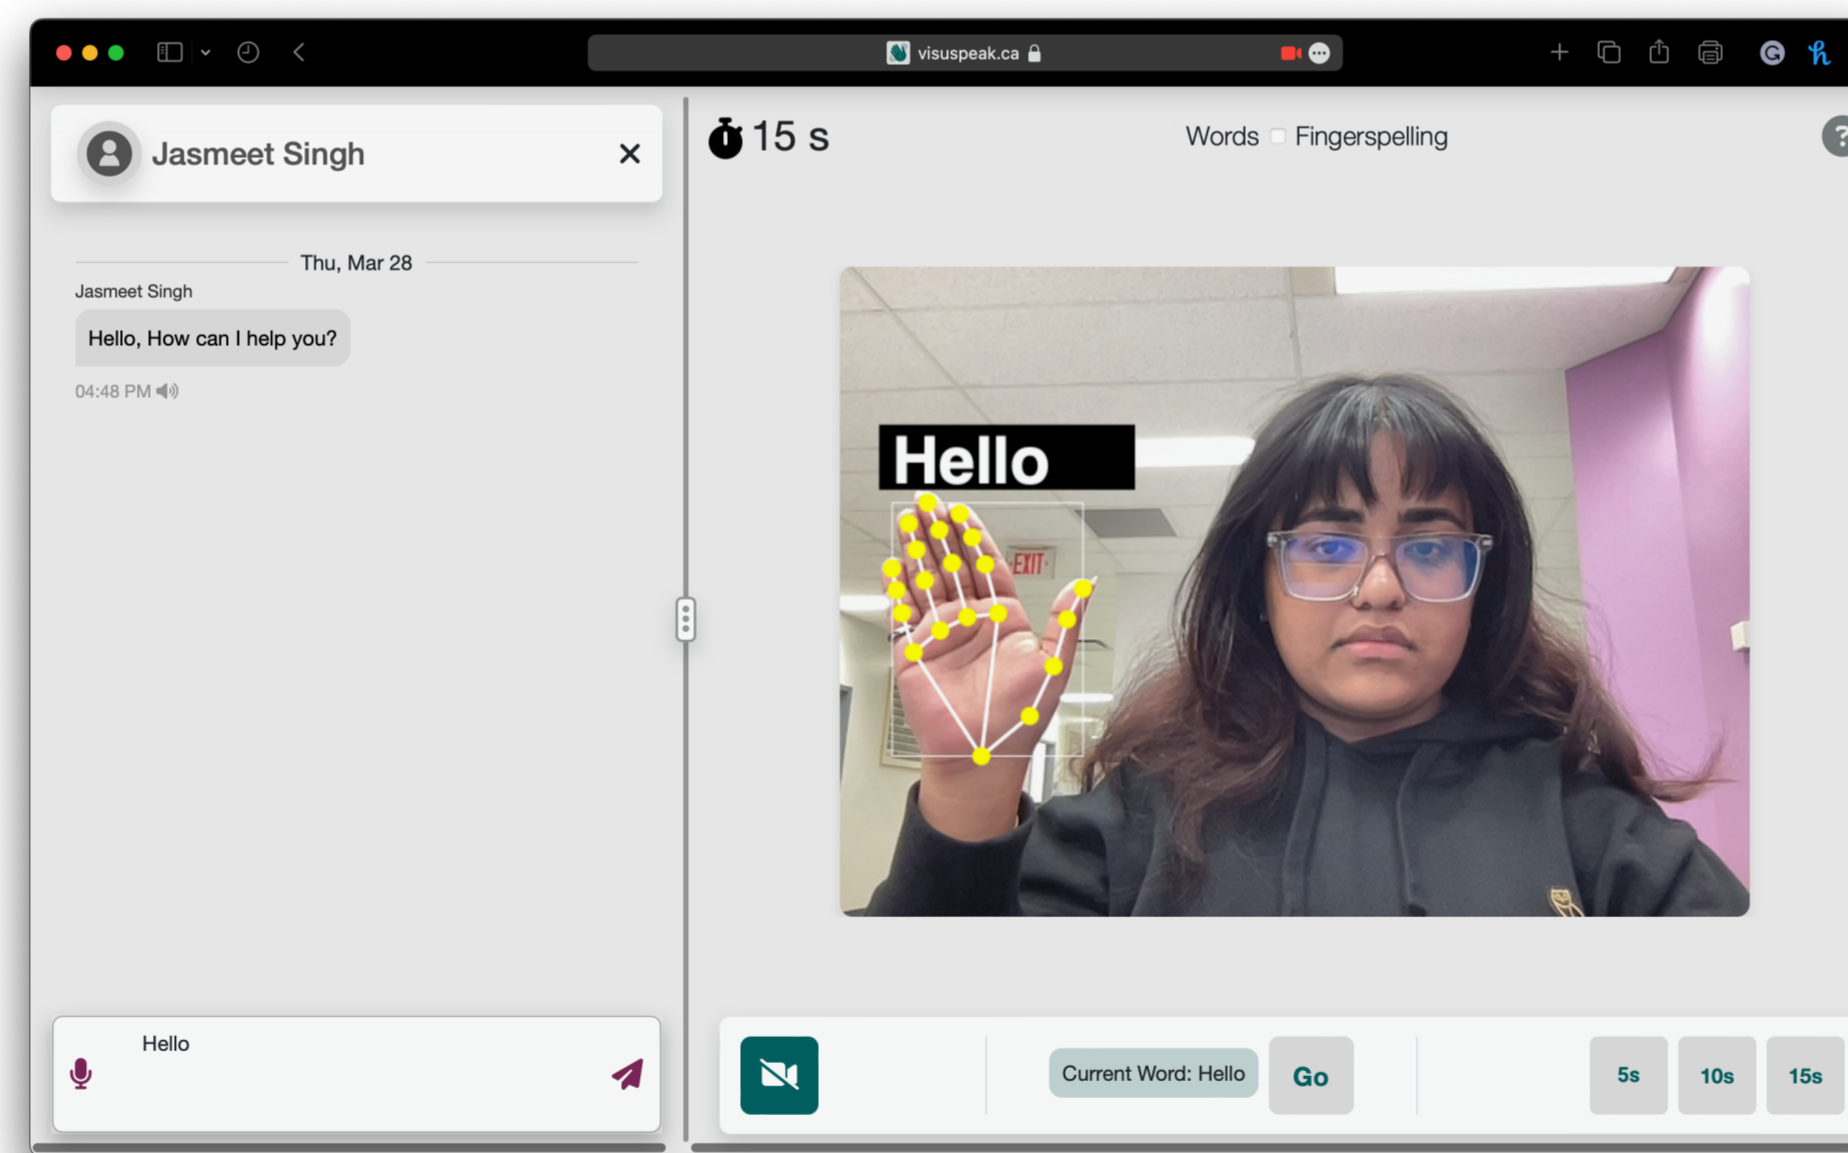 visuspeak.ca
Jasmeet Singh
15 s
Words Fingerspelling
?
Thu, Mar 28
Jasmeet Singh
Hello, How can I help you?
04:48 PM
Hello
EXIT
Hello
Current Word: Hello
Go
5s
10s
15s